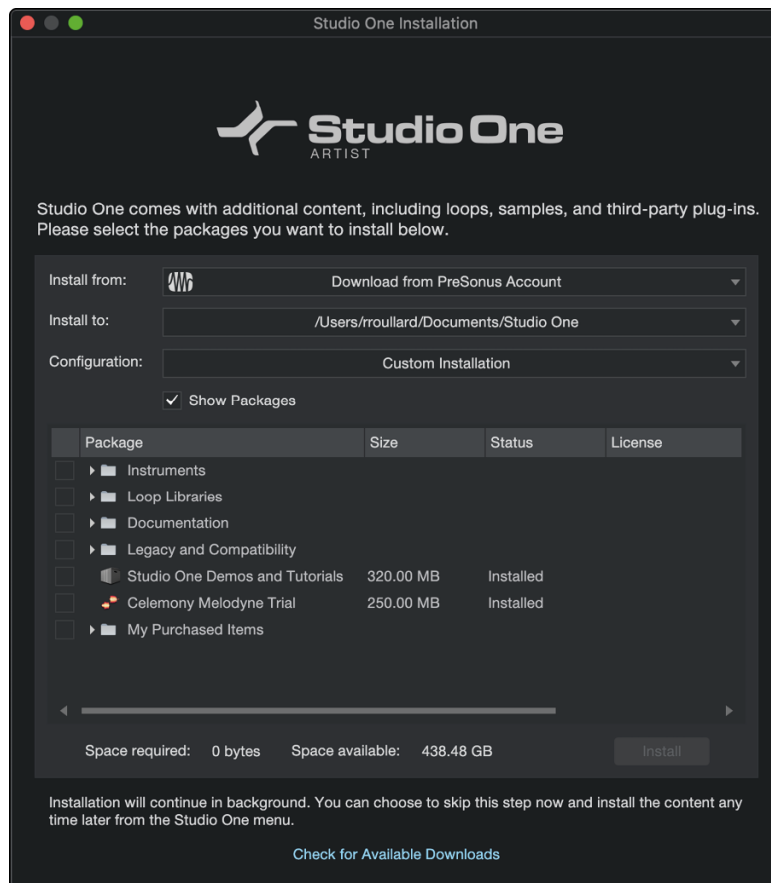 Studio One Installation
Studio One
ARTIST
Studio One comes with additional content, including loops, samples, and third-party plug-ins.
Please select the packages you want to install below.
Install from: Download from PreSonus Account
Install to: /Users/rroullard/Documents/Studio One
Configuration: Custom Installation
Show Packages
Package Size Status License
Instruments
Loop Libraries
Documentation
Legacy and Compatibility
Studio One Demos and Tutorials 320.00 MB Installed
Celemony Melodyne Trial 250.00 MB Installed
My Purchased Items
Space required: 0 bytes Space available: 438.48 GB Install
Installation will continue in background. You can choose to skip this step now and install the content any
time later from the Studio One menu.
Check for Available Downloads